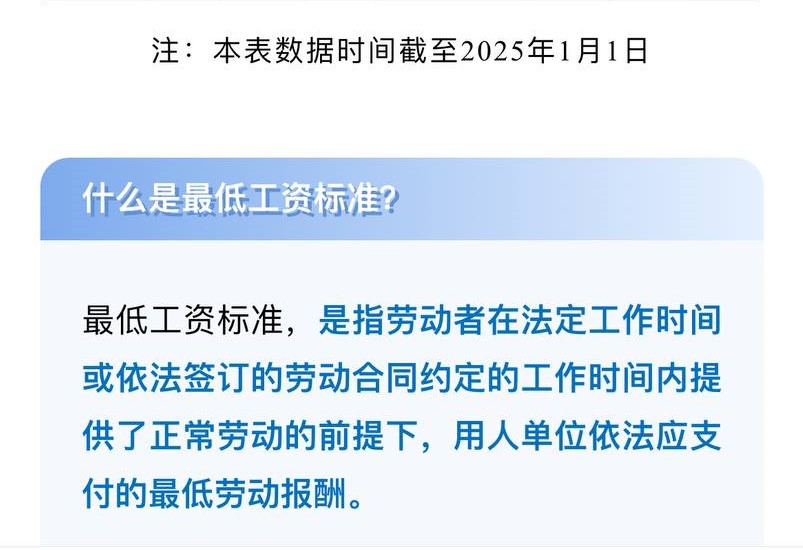 注：本表数据时间截至2025年1月1日
什么是最低工资标准？
最低工资标准，是指劳动者在法定工作时间
或依法签订的劳动合同约定的工作时间内提
供了正常劳动的前提下，用人单位依法应支
付的最低劳动报酬。